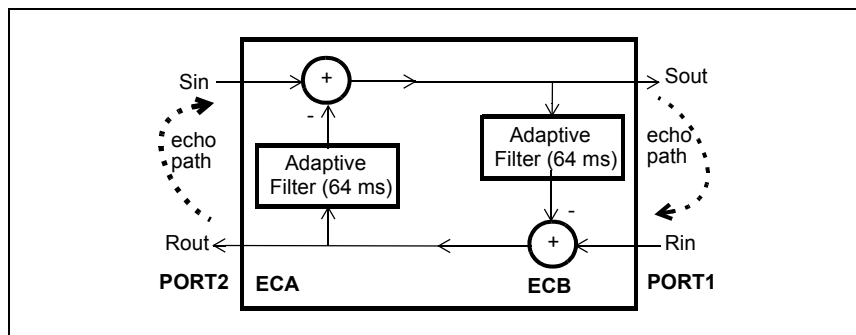 Sin
+
Sout
-
echo
path
Adaptive
Filter (64 ms)
Adaptive
Filter (64 ms)
echo
path
-
Rout
+
Rin
PORT2
ECA
ECB
PORT1